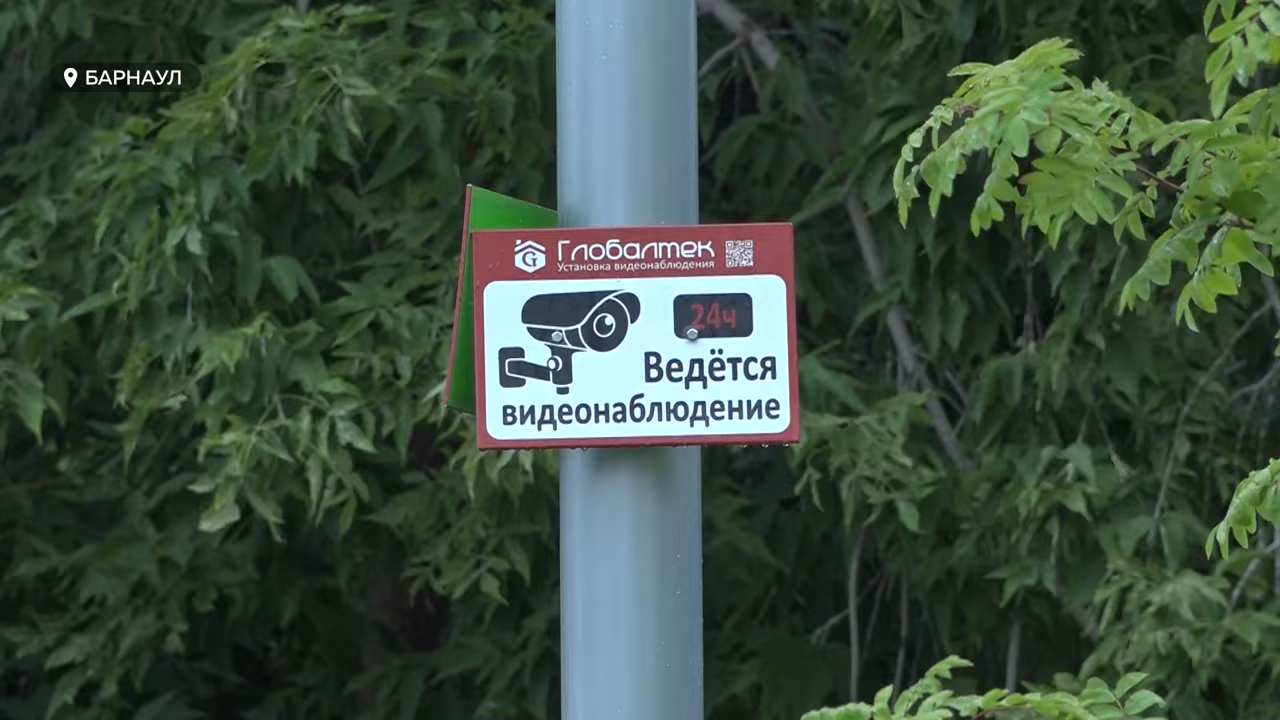 БАРНАУЛ
Глобалтек
Установка видеонаблюдения
24ч
Ведётся
видеонаблюдение